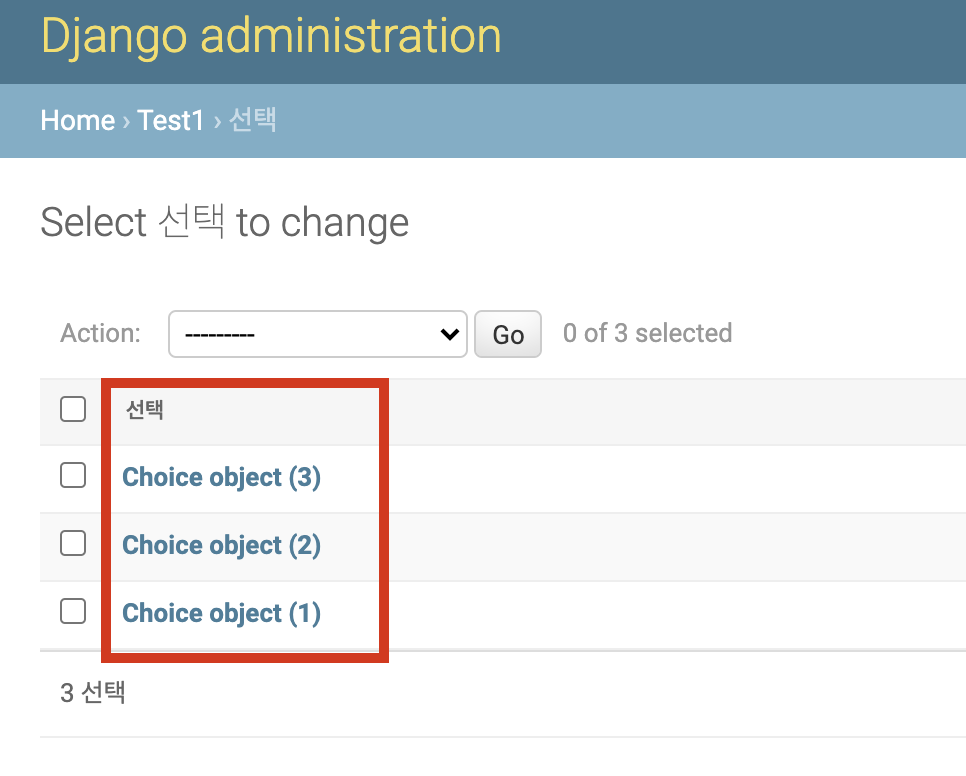 Django administration
Home › Test1 › 선택
Select 선택 to change
Action: --------- Go 0 of 3 selected
선택
Choice object (3)
Choice object (2)
Choice object (1)
3 선택